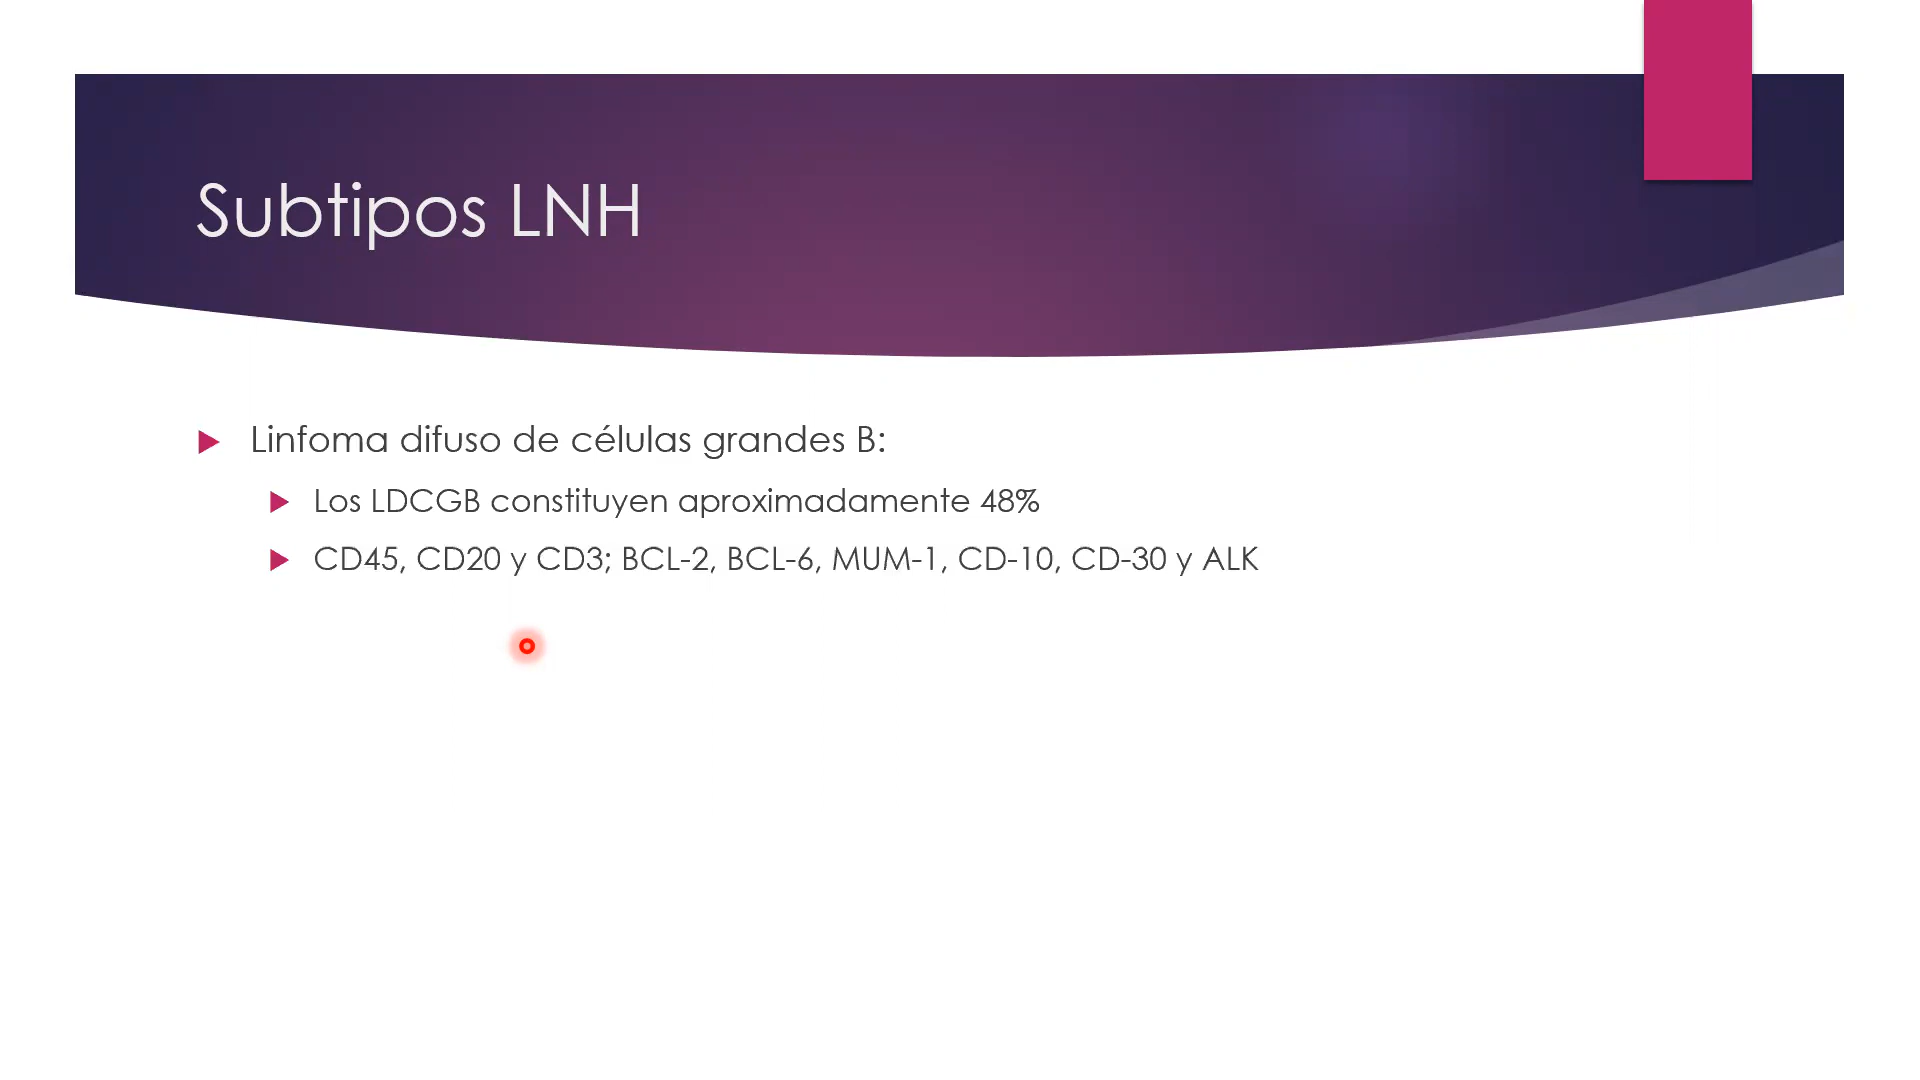 Subtipos LNH
Linfoma difuso de células grandes B:
Los LDCGB constituyen aproximadamente 48%
CD45, CD20 y CD3; BCL-2, BCL-6, MUM-1, CD-10, CD-30 y ALK